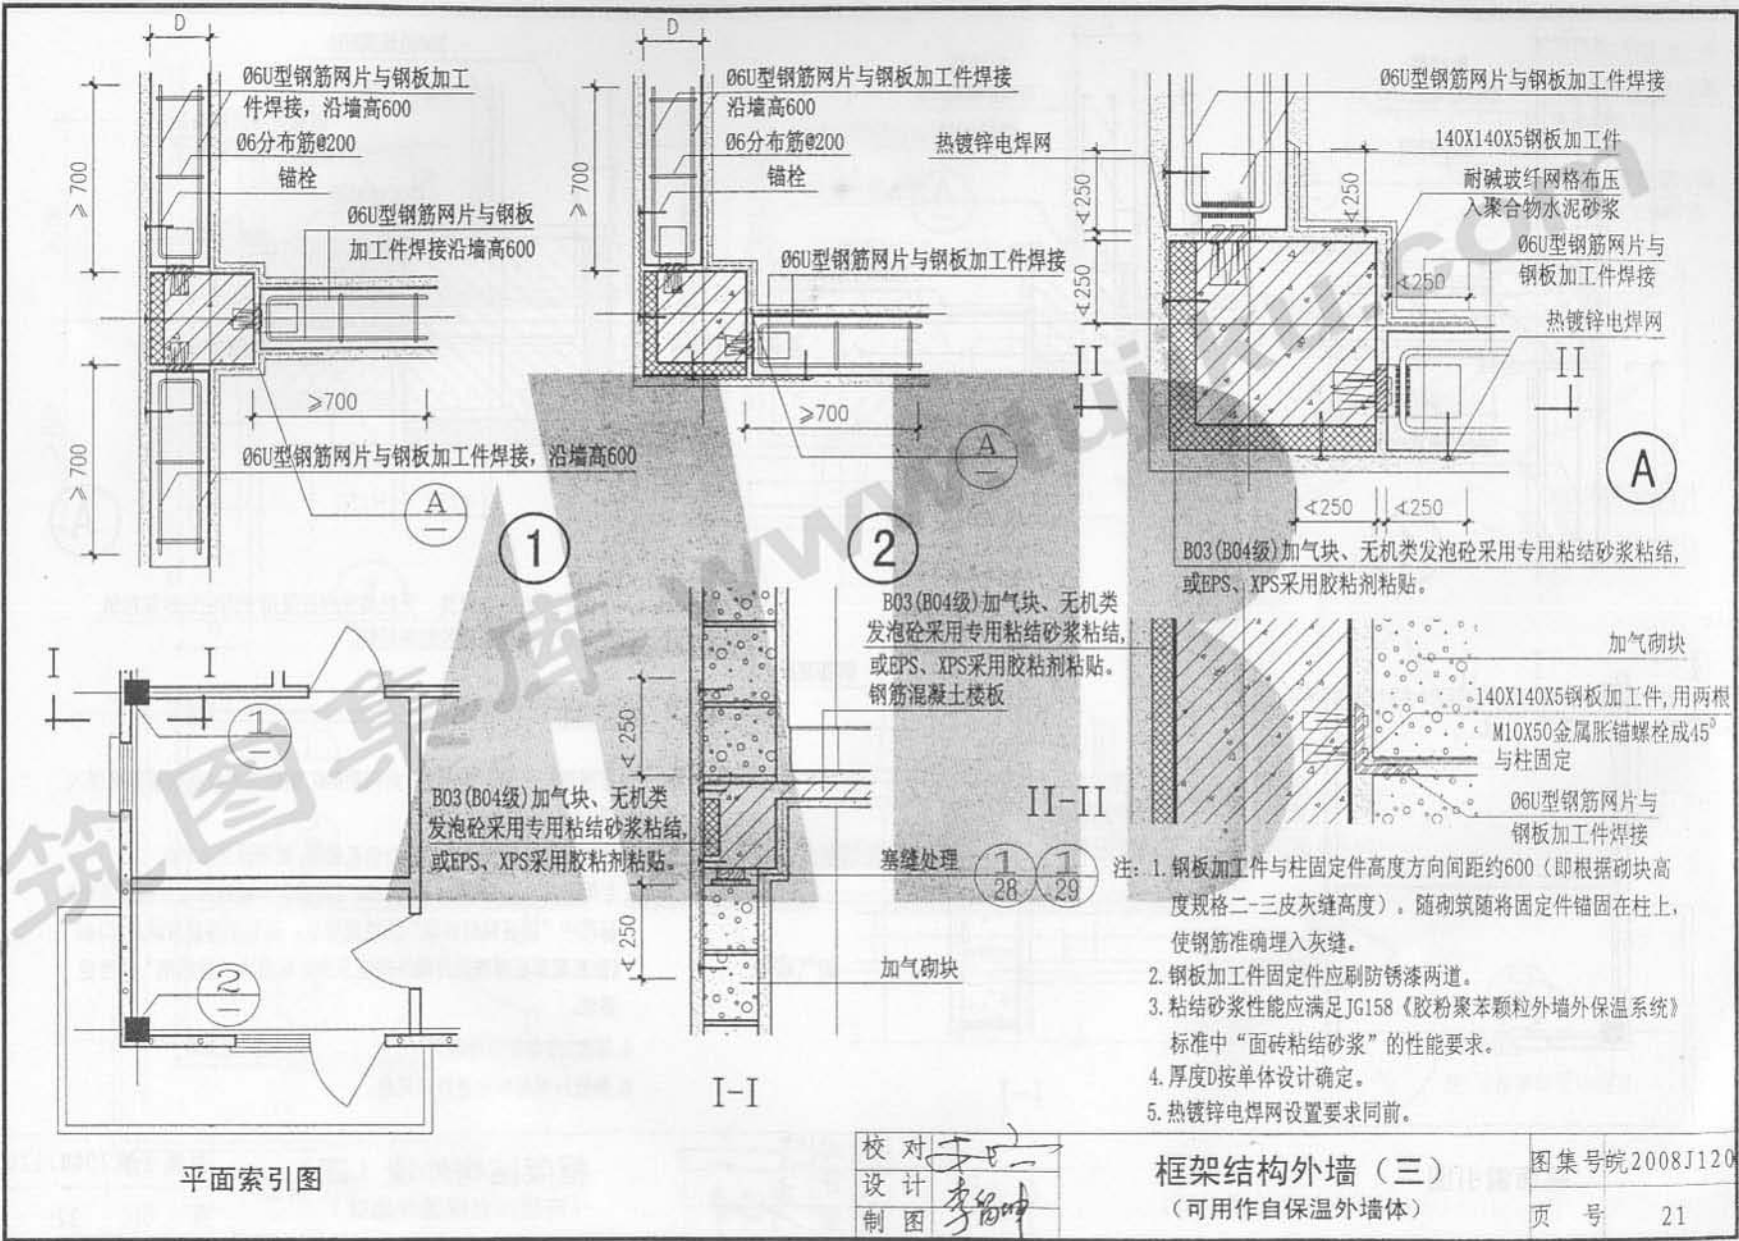 D
Ø6U型钢筋网片与钢板加工
件焊接，沿墙高600
Ø6分布筋@200
锚栓
Ø6U型钢筋网片与钢板
加工件焊接沿墙高600
≥700
≥700
≥700
Ø6U型钢筋网片与钢板加工件焊接，沿墙高600
A
1
D
Ø6U型钢筋网片与钢板加工件焊接
沿墙高600
Ø6分布筋@200
锚栓
Ø6U型钢筋网片与钢板加工件焊接
≥700
≥700
A
2
热镀锌电焊网
Ø6U型钢筋网片与钢板加工件焊接
140X140X5钢板加工件
耐碱玻纤网格布压
入聚合物水泥砂浆
Ø6U型钢筋网片与
钢板加工件焊接
热镀锌电焊网
∢250
∢250
∢250
∢250
II
II
∢250
∢250
A
B03(B04级)加气块、无机类发泡砼采用专用粘结砂浆粘结,
或EPS、XPS采用胶粘剂粘贴。
I
I
1
2
平面索引图
B03(B04级)加气块、无机类
发泡砼采用专用粘结砂浆粘结,
或EPS、XPS采用胶粘剂粘贴。
钢筋混凝土楼板
∢250
B03(B04级)加气块、无机类
发泡砼采用专用粘结砂浆粘结,
或EPS、XPS采用胶粘剂粘贴。
塞缝处理
1
28
1
29
∢250
加气砌块
I-I
加气砌块
140X140X5钢板加工件,用两根
M10X50金属胀锚螺栓成45°
与柱固定
Ø6U型钢筋网片与
钢板加工件焊接
II-II
注: 1.钢板加工件与柱固定件高度方向间距约600（即根据砌块高
度规格二-三皮灰缝高度）。随砌筑随将固定件锚固在柱上,
使钢筋准确埋入灰缝。
2.钢板加工件固定件应刷防锈漆两道。
3.粘结砂浆性能应满足JG158《胶粉聚苯颗粒外墙外保温系统》
标准中“面砖粘结砂浆”的性能要求。
4.厚度D按单体设计确定。
5.热镀锌电焊网设置要求同前。
校 对
设 计
制 图
框架结构外墙（三）
（可用作自保温外墙体）
图集号 皖2008J120
页 号 21
筑图集库 www.tujiku.com